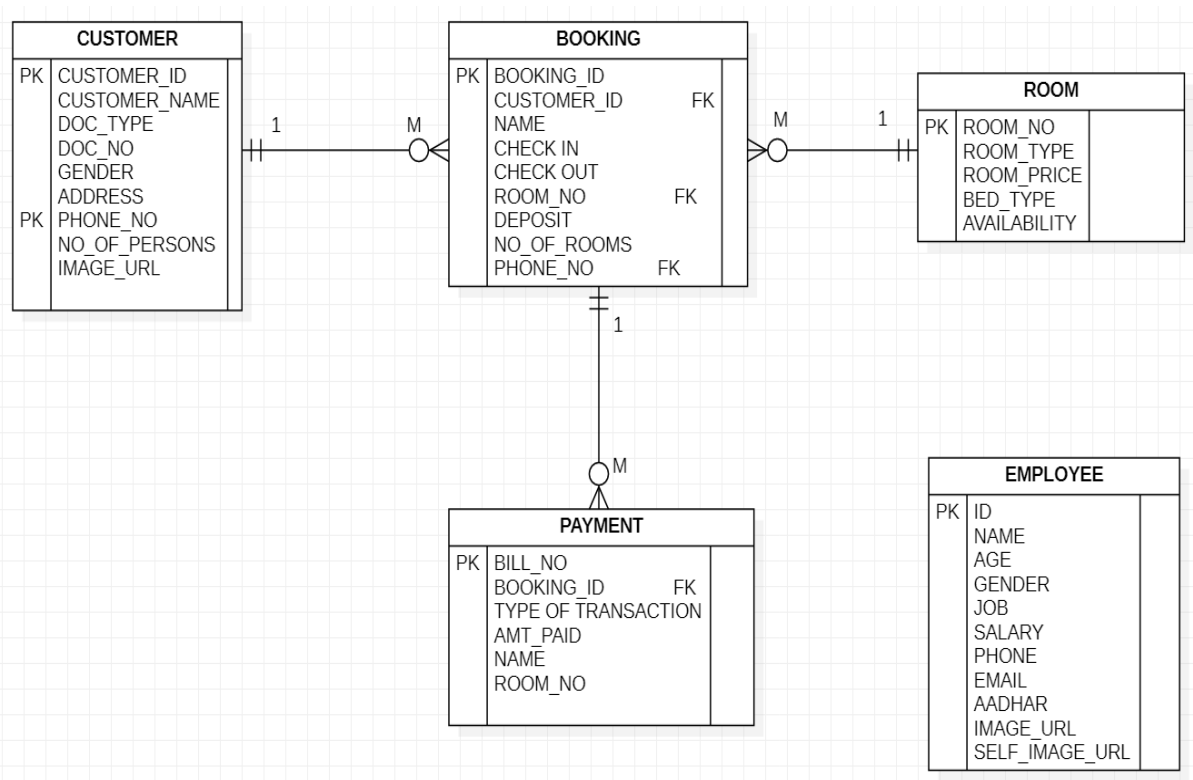 CUSTOMER
PK CUSTOMER_ID
CUSTOMER_NAME
DOC_TYPE
DOC_NO
GENDER
ADDRESS
PK PHONE_NO
NO_OF_PERSONS
IMAGE_URL
1
M
BOOKING
PK BOOKING_ID
CUSTOMER_ID FK
NAME
CHECK IN
CHECK OUT
ROOM_NO FK
DEPOSIT
NO_OF_ROOMS
PHONE_NO FK
M
1
ROOM
PK ROOM_NO
ROOM_TYPE
ROOM_PRICE
BED_TYPE
AVAILABILITY
1
M
PAYMENT
PK BILL_NO
BOOKING_ID FK
TYPE OF TRANSACTION
AMT_PAID
NAME
ROOM_NO
EMPLOYEE
PK ID
NAME
AGE
GENDER
JOB
SALARY
PHONE
EMAIL
AADHAR
IMAGE_URL
SELF_IMAGE_URL